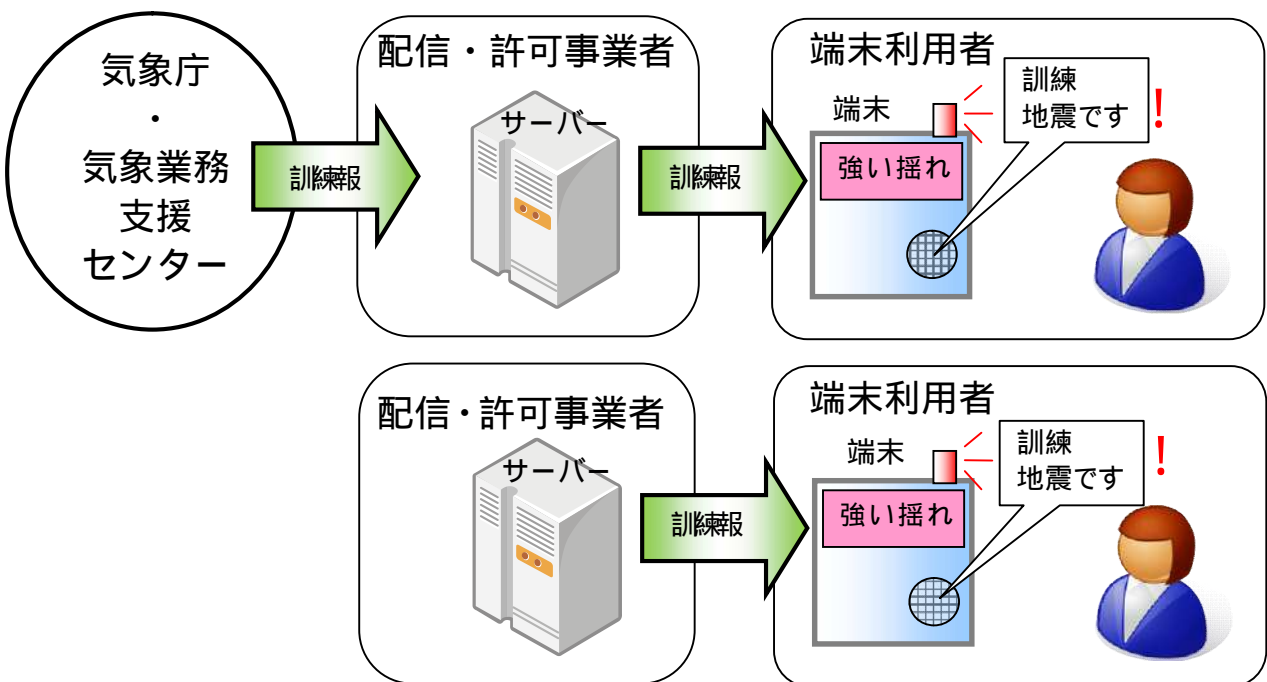 気象庁
・
気象業務
支援
センター
訓練報
配信・許可事業者
サーバー
訓練報
端末利用者
端末
訓練
地震です
!
強い揺れ
配信・許可事業者
サーバー
訓練報
端末利用者
端末
訓練
地震です
!
強い揺れ